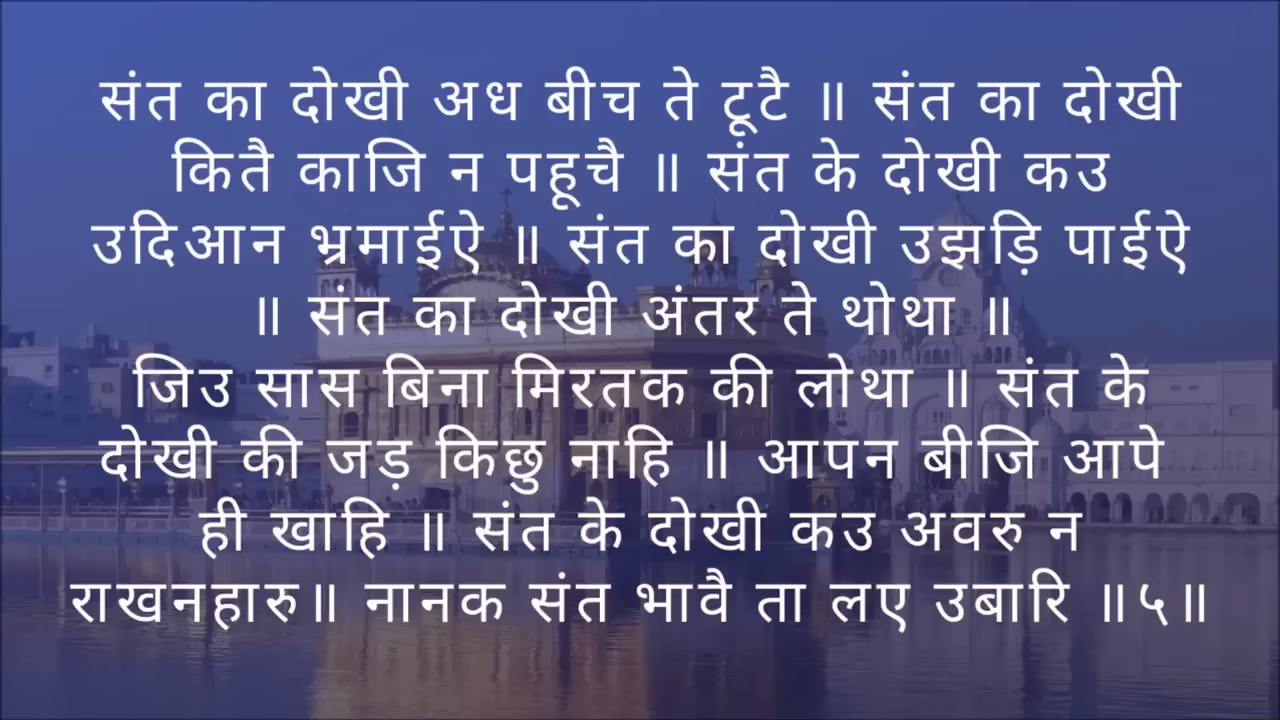 संत का दोखी अध बीच ते टूटै ॥ संत का दोखी
कितै काजि न पहूचै ॥ संत के दोखी कउ
उदिआन भ्रमाईऐ ॥ संत का दोखी उझड़ि पाईऐ
॥ संत का दोखी अंतर ते थोथा ॥
जिउ सास बिना मिरतक की लोथा ॥ संत के
दोखी की जड़ किछु नाहि ॥ आपन बीजि आपे
ही खाहि ॥ संत के दोखी कउ अवरु न
राखनहारु॥ नानक संत भावै ता लए उबारि ॥५॥